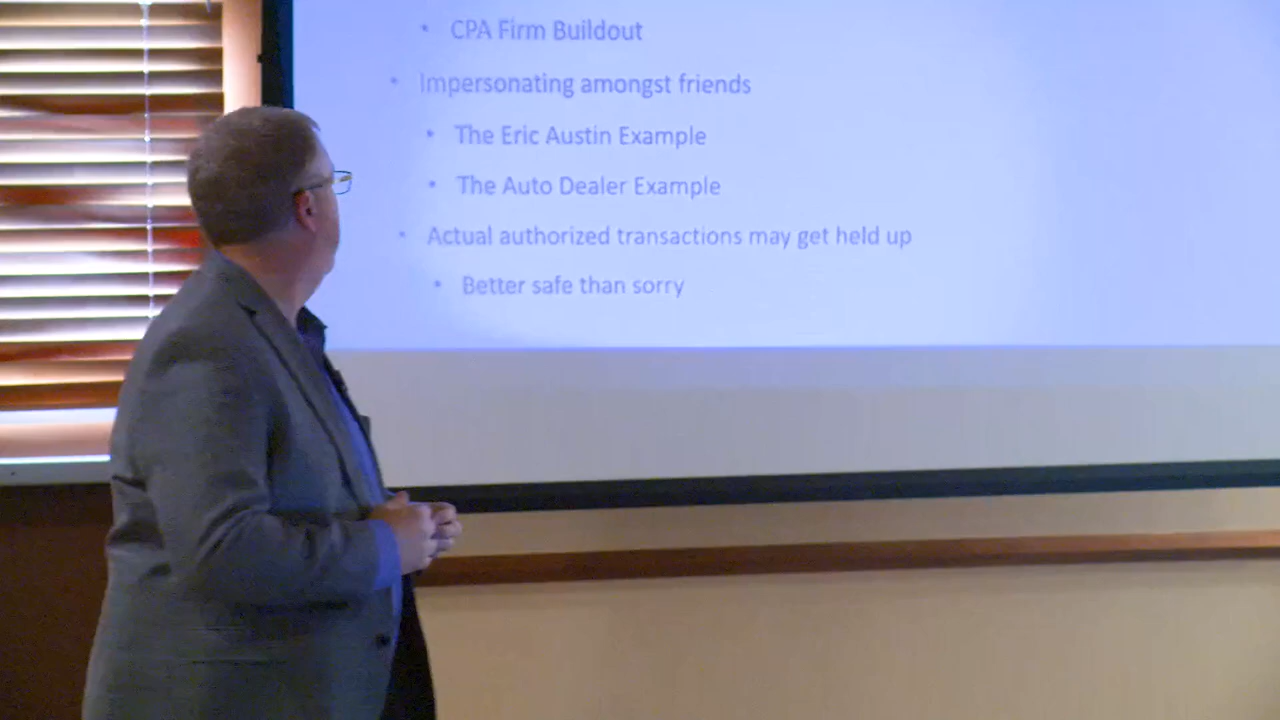 • CPA Firm Buildout
• Impersonating amongst friends
• The Eric Austin Example
• The Auto Dealer Example
• Actual authorized transactions may get held up
• Better safe than sorry